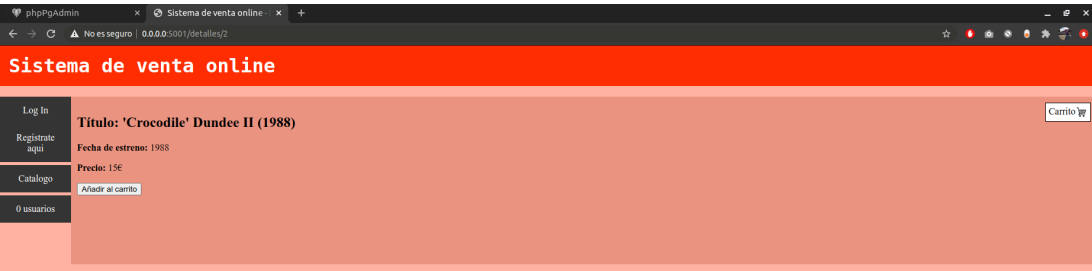 phpPgAdmin
Sistema de venta online -
No es seguro | 0.0.0.0:5001/detalles/2
Sistema de venta online
Log In
Regístrate
aquí
Catalogo
0 usuarios
Título: 'Crocodile' Dundee II (1988)
Fecha de estreno: 1988
Precio: 15€
Añadir al carrito
Carrito